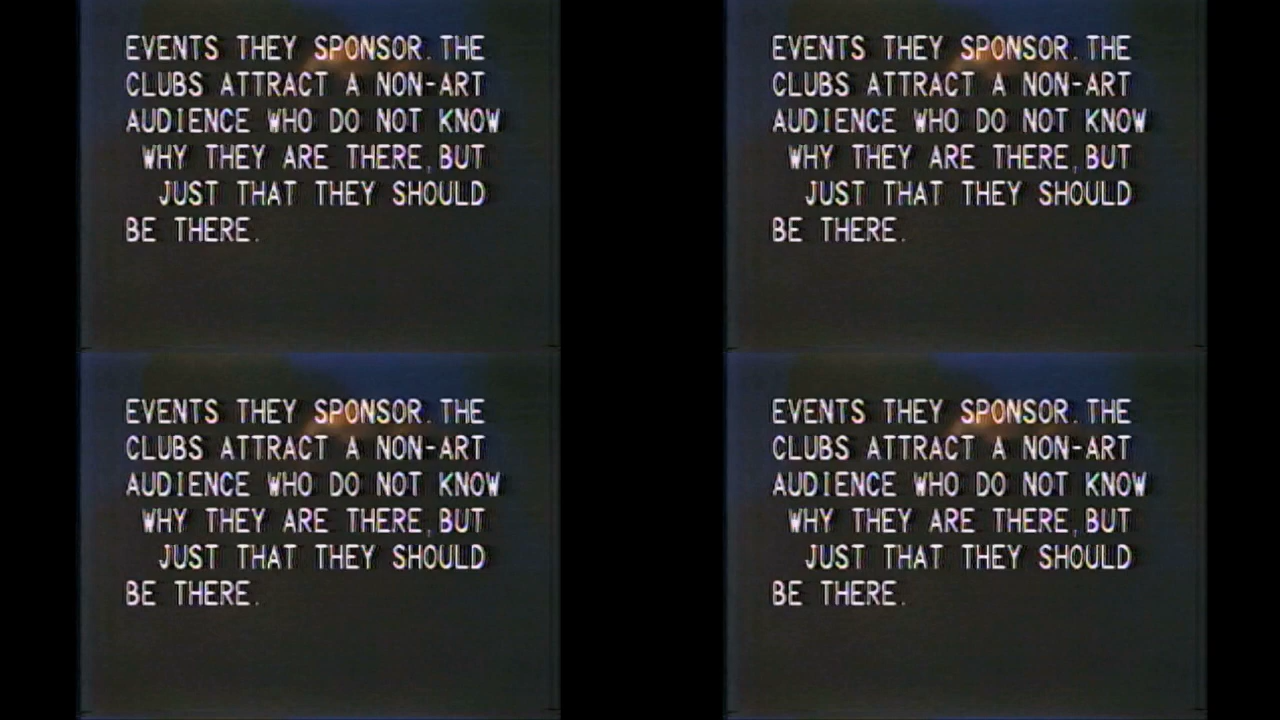 EVENTS THEY SPONSOR. THE
CLUBS ATTRACT A NON-ART
AUDIENCE WHO DO NOT KNOW
WHY THEY ARE THERE, BUT
JUST THAT THEY SHOULD
BE THERE.
EVENTS THEY SPONSOR. THE
CLUBS ATTRACT A NON-ART
AUDIENCE WHO DO NOT KNOW
WHY THEY ARE THERE, BUT
JUST THAT THEY SHOULD
BE THERE.
EVENTS THEY SPONSOR. THE
CLUBS ATTRACT A NON-ART
AUDIENCE WHO DO NOT KNOW
WHY THEY ARE THERE, BUT
JUST THAT THEY SHOULD
BE THERE.
EVENTS THEY SPONSOR. THE
CLUBS ATTRACT A NON-ART
AUDIENCE WHO DO NOT KNOW
WHY THEY ARE THERE, BUT
JUST THAT THEY SHOULD
BE THERE.